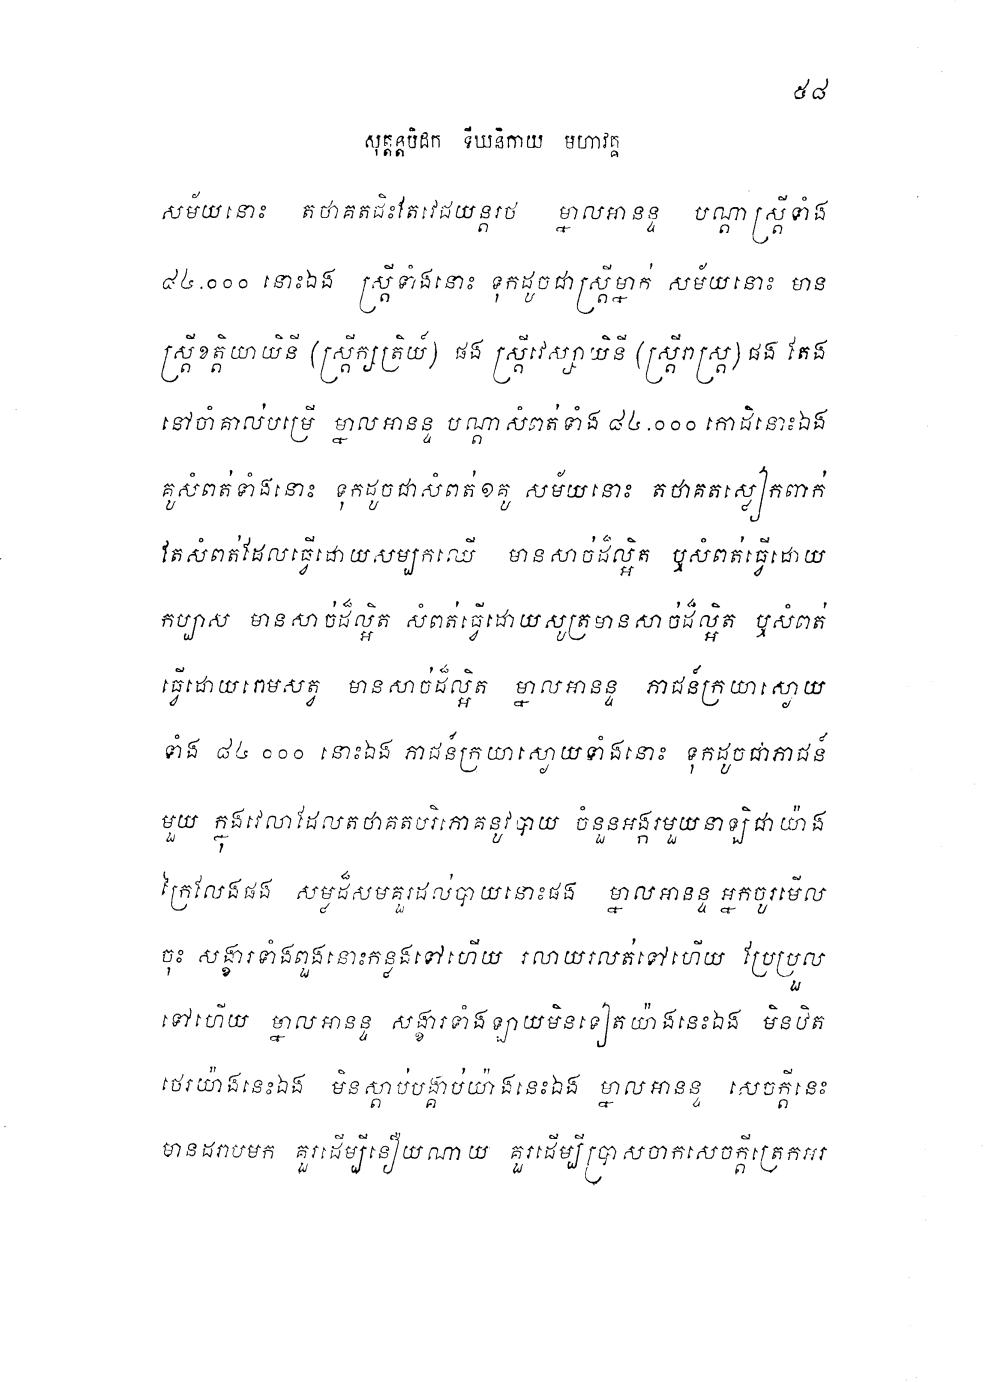 ៥៨
សុត្តន្តបិដក ទីឃនិកាយ មហាវគ្គ
សម័យនោះ តថាគតជិះតែវេជយន្តរថ ម្នាលអានន្ទ បណ្តាស្ត្រីទាំង
៨៤.០០០ នោះឯង ស្ត្រីទាំងនោះ ទុកដូចជាស្ត្រីម្នាក់ សម័យនោះ មាន
ស្ត្រីខត្តិយាយិនី (ស្ត្រីក្សត្រិយ៍) ផង ស្ត្រីវេស្សាយិនី (ស្ត្រីរាស្ត្រ) ផង តែង
នៅចាំគាល់បម្រើ ម្នាលអានន្ទ បណ្តាសំពត់ទាំង ៨៤.០០០ កោដិនោះឯង
គូសំពត់ទាំងនោះ ទុកដូចជាសំពត់១គូ សម័យនោះ តថាគតស្លៀកពាក់
តែសំពត់ដែលធ្វើដោយសម្បកឈើ មានសាច់ដ៏ល្អិត ឬសំពត់ធ្វើដោយ
កប្បាស មានសាច់ដ៏ល្អិត សំពត់ធ្វើដោយសូត្រមានសាច់ដ៏ល្អិត ឬសំពត់
ធ្វើដោយរោមសត្វ មានសាច់ដ៏ល្អិត ម្នាលអានន្ទ ភាជន៍ក្រយាស្ងោយ
ទាំង ៨៤ ០០០ នោះឯង ភាជន៍ក្រយាស្ងោយទាំងនោះ ទុកដូចជាភាជន៍
មួយ ក្នុងវេលាដែលតថាគតបរិភោគនូវបាយ ចំនួនអង្ករមួយនាឡិជាយ៉ាង
ក្រៃលែងផង សម្លដ៏សមគួរដល់បាយនោះផង ម្នាលអានន្ទ អ្នកចូរមើល
ចុះ សង្ខារទាំងពួងនោះកន្លងទៅហើយ រលាយរលត់ទៅហើយ ប្រែប្រួល
ទៅហើយ ម្នាលអានន្ទ សង្ខារទាំងឡាយមិនទៀតយ៉ាងនេះឯង មិនឋិត
ថេរយ៉ាងនេះឯង មិនស្តាប់បង្គាប់យ៉ាងនេះឯង ម្នាលអានន្ទ សេចក្តីនេះ
មានដរាបមក គួរដើម្បីនឿយណាយ គួរដើម្បីប្រាសចាកសេចក្តីត្រេកអរ